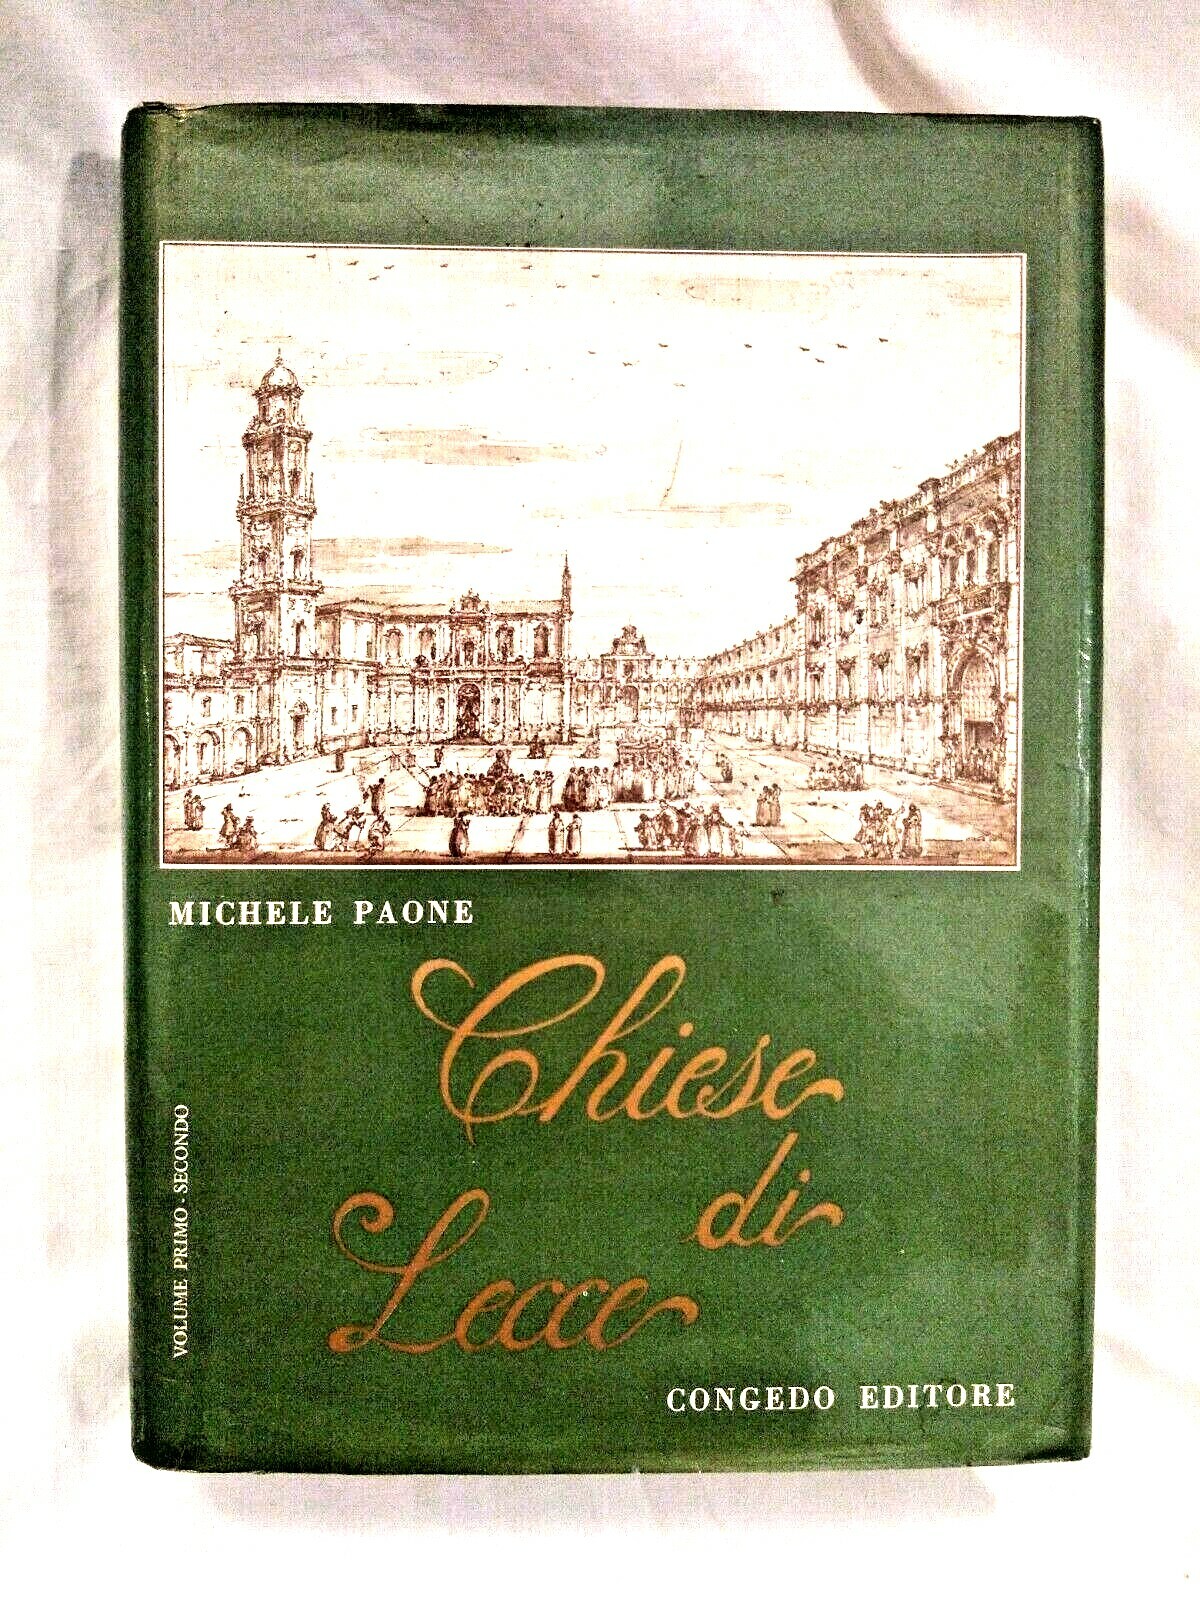 MICHELE PAONE
Chiese
di
Lecce
VOLUME PRIMO - SECONDO
CONGEDO EDITORE